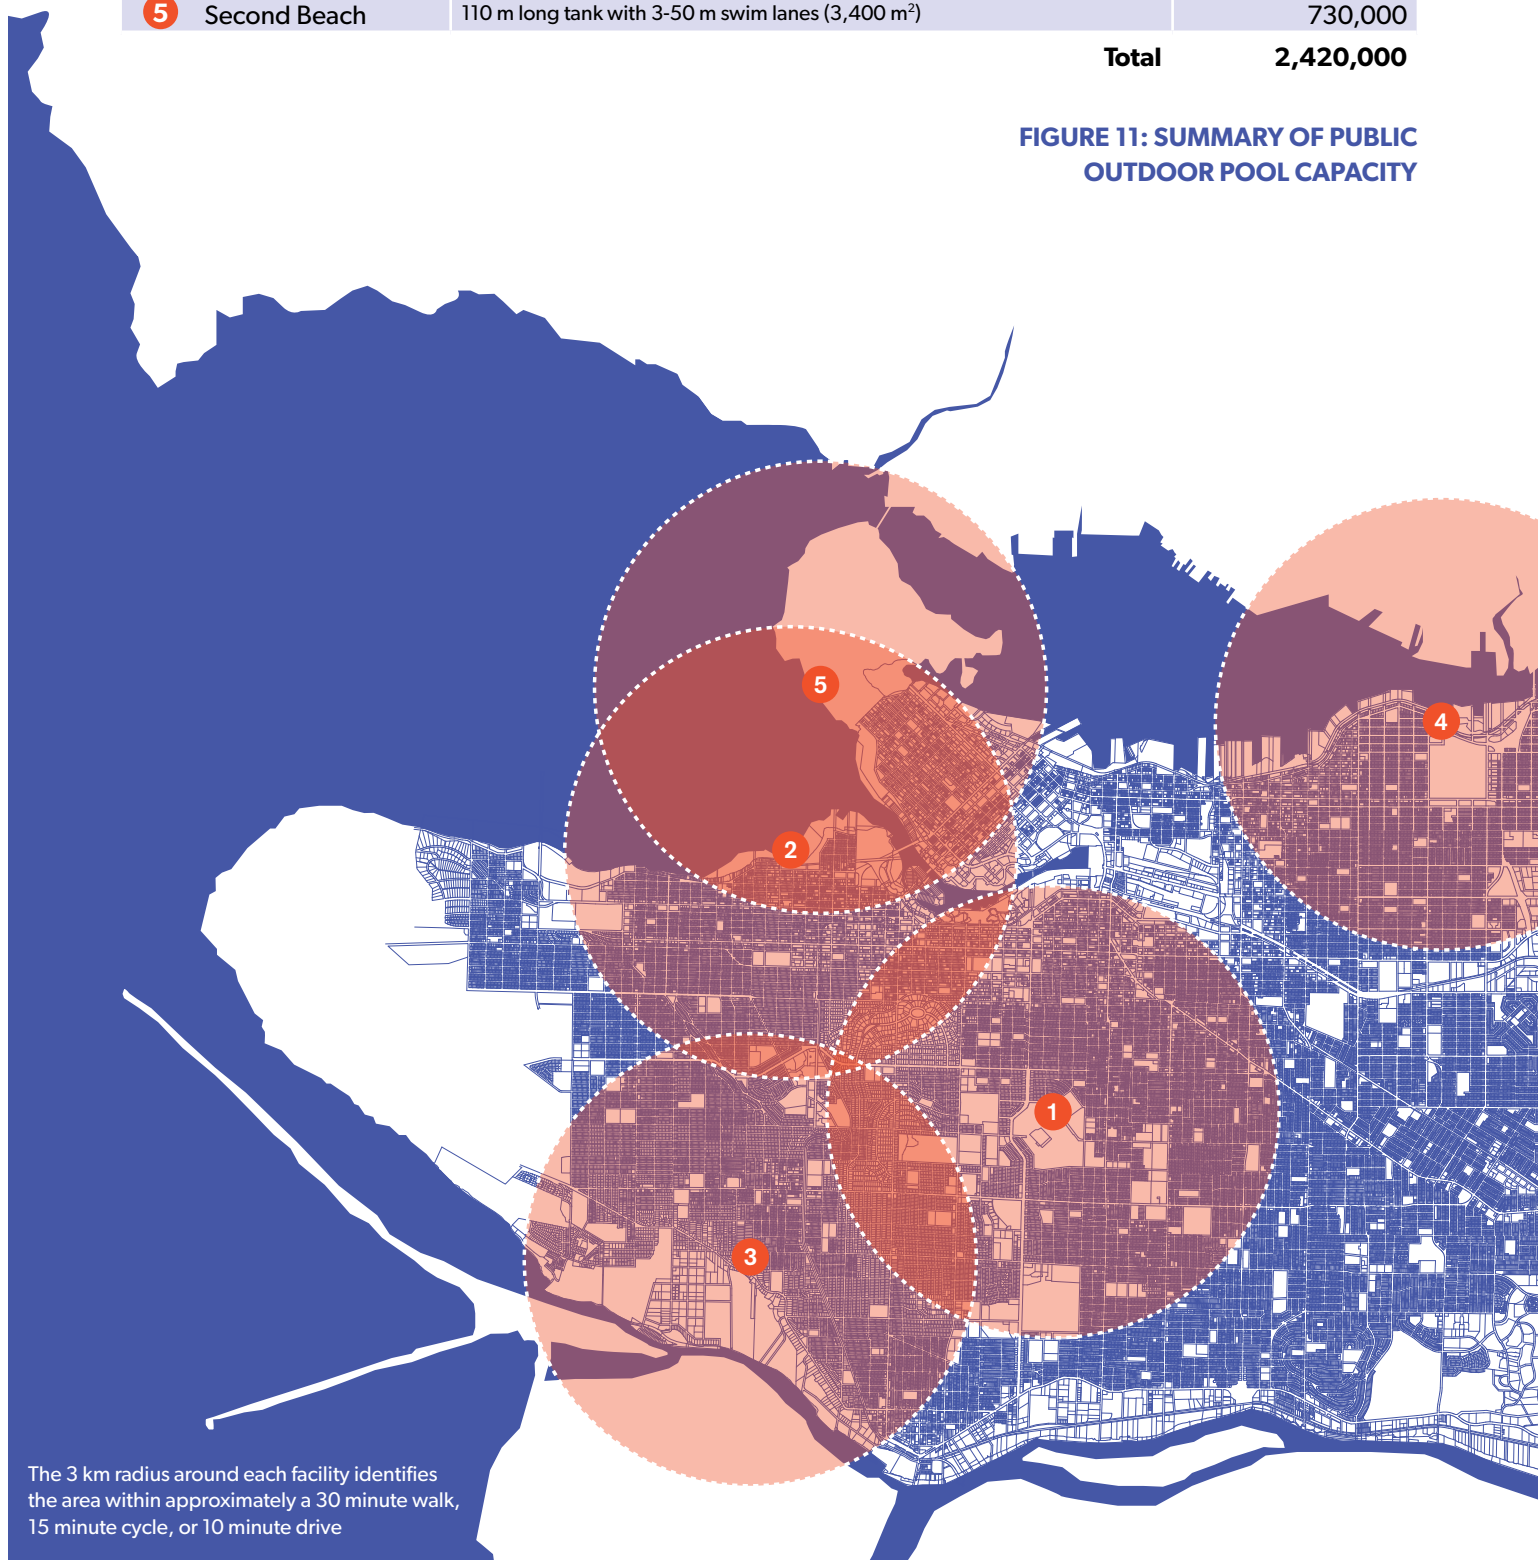 5 Second Beach 110 m long tank with 3-50 m swim lanes (3,400 m²) 730,000
Total 2,420,000
FIGURE 11: SUMMARY OF PUBLIC
OUTDOOR POOL CAPACITY
5
4
2
1
3
The 3 km radius around each facility identifies
the area within approximately a 30 minute walk,
15 minute cycle, or 10 minute drive